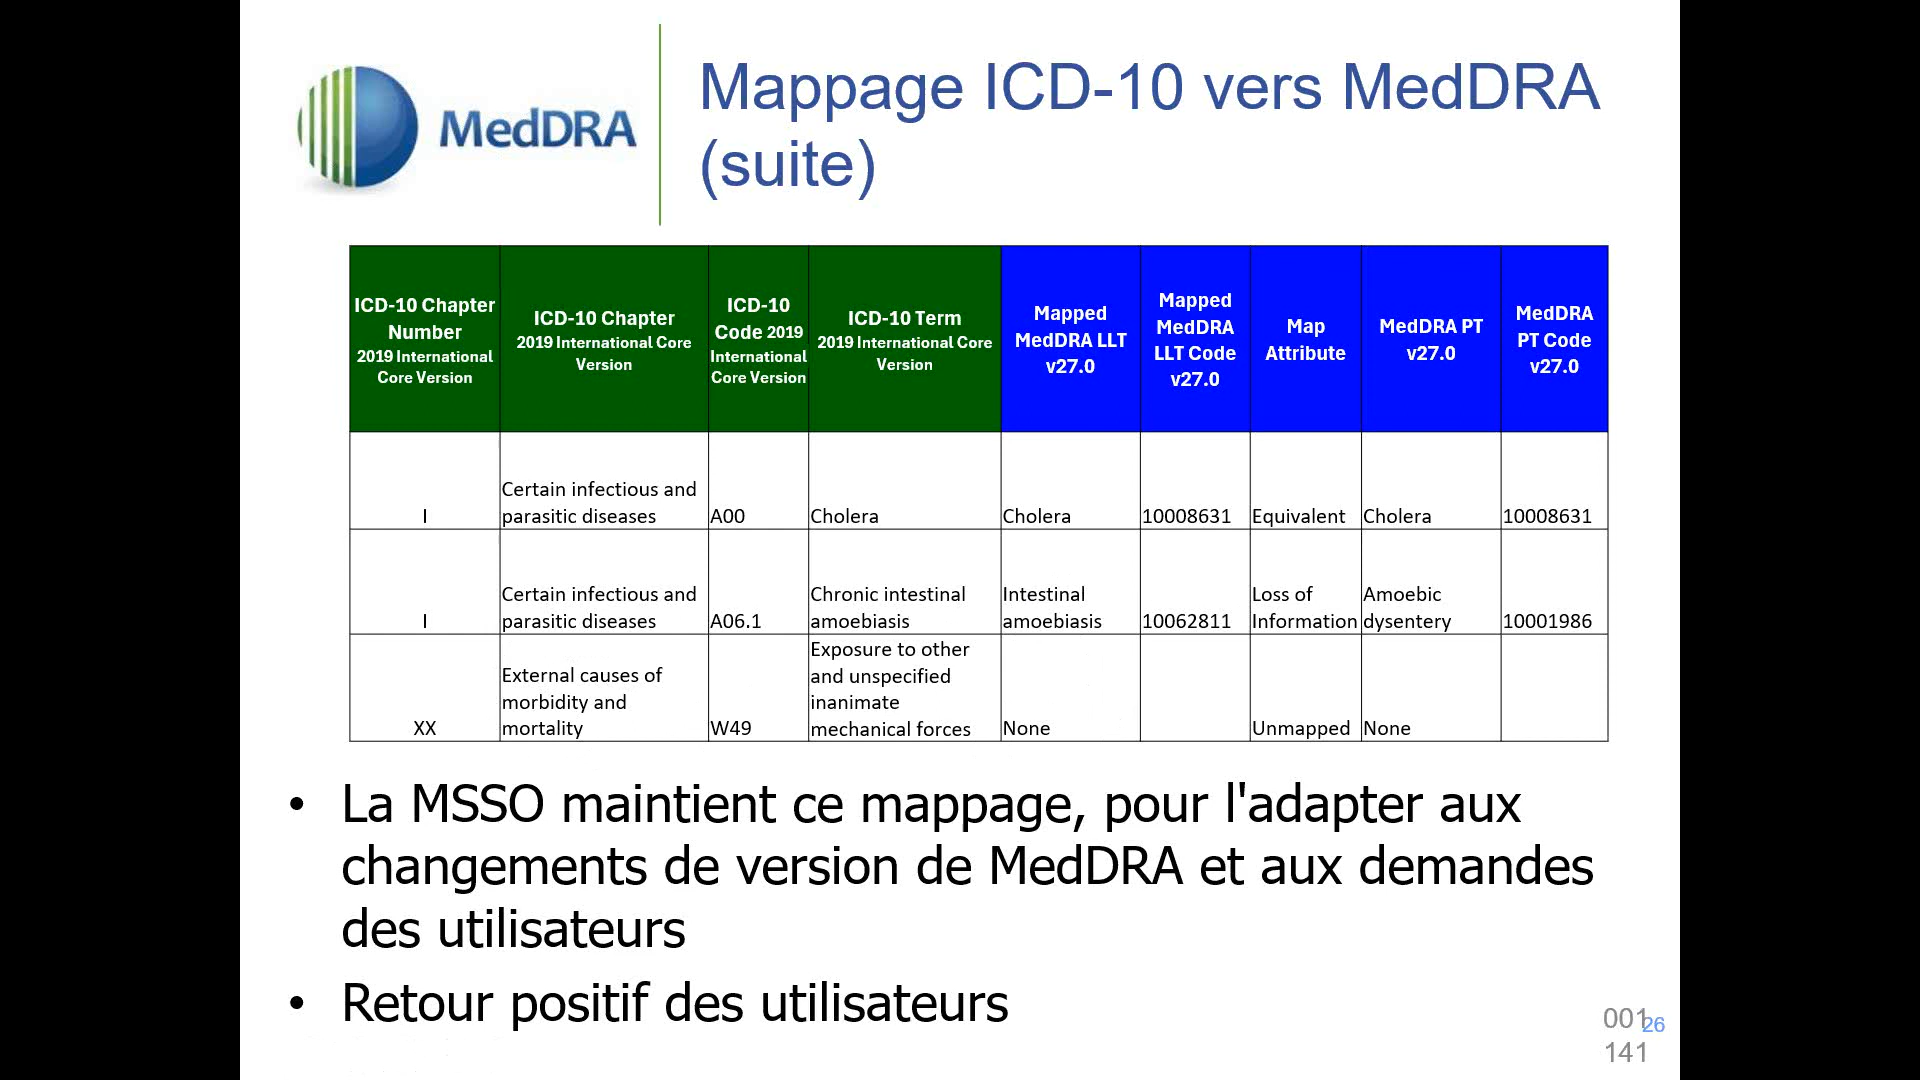 MedDRA
Mappage ICD-10 vers MedDRA
(suite)
ICD-10 Chapter
Number
2019 International
Core Version
ICD-10 Chapter
2019 International Core
Version
ICD-10
Code 2019
International
Core Version
ICD-10 Term
2019 International Core
Version
Mapped
MedDRA LLT
v27.0
Mapped
MedDRA
LLT Code
v27.0
Map
Attribute
MedDRA PT
v27.0
MedDRA
PT Code
v27.0
I
Certain infectious and
parasitic diseases
A00
Cholera
Cholera
10008631
Equivalent
Cholera
10008631
I
Certain infectious and
parasitic diseases
A06.1
Chronic intestinal
amoebiasis
Intestinal
amoebiasis
10062811
Loss of
Information
Amoebic
dysentery
10001986
XX
External causes of
morbidity and
mortality
W49
Exposure to other
and unspecified
inanimate
mechanical forces
None
Unmapped
None
• La MSSO maintient ce mappage, pour l'adapter aux
changements de version de MedDRA et aux demandes
des utilisateurs
• Retour positif des utilisateurs
001
26
141